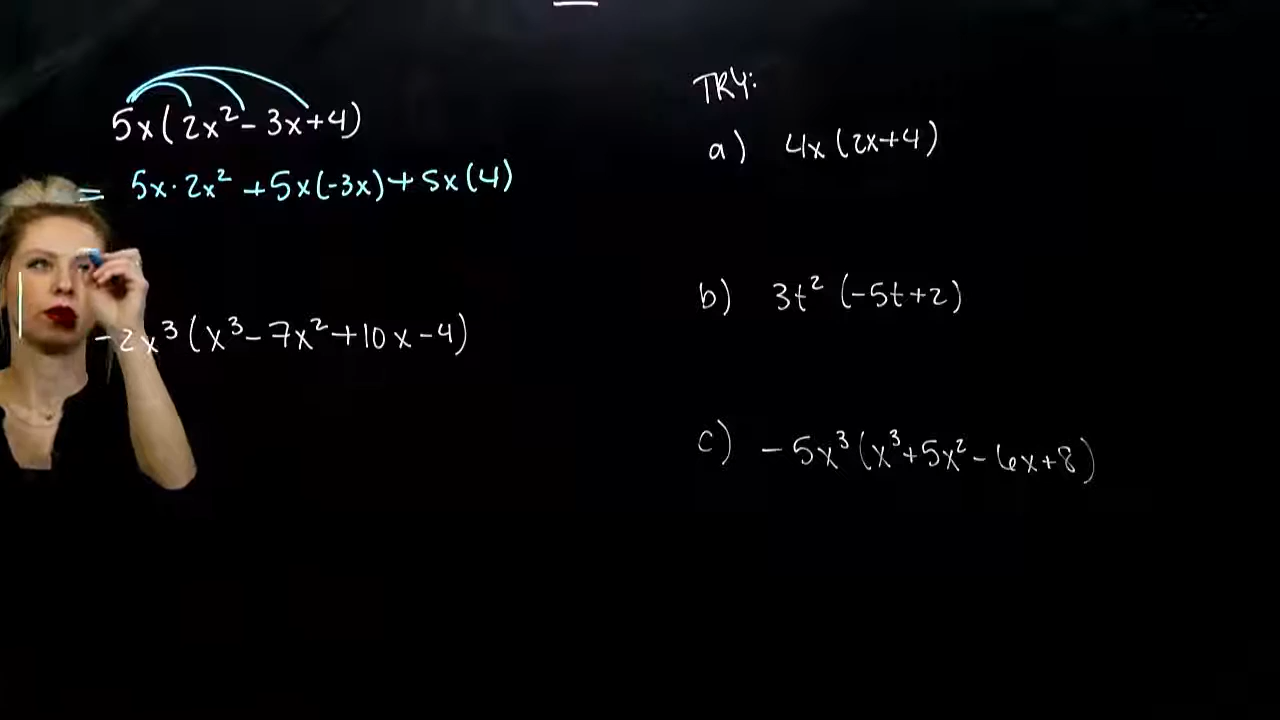 5x(2x²-3x+4)
= 5x·2x² +5x(-3x)+5x(4)
-2x³(x³-7x²+10x-4)
TRY:
a) 4x(2x+4)
b) 3t²(-5t+2)
c) -5x³(x³+5x²-6x+8)